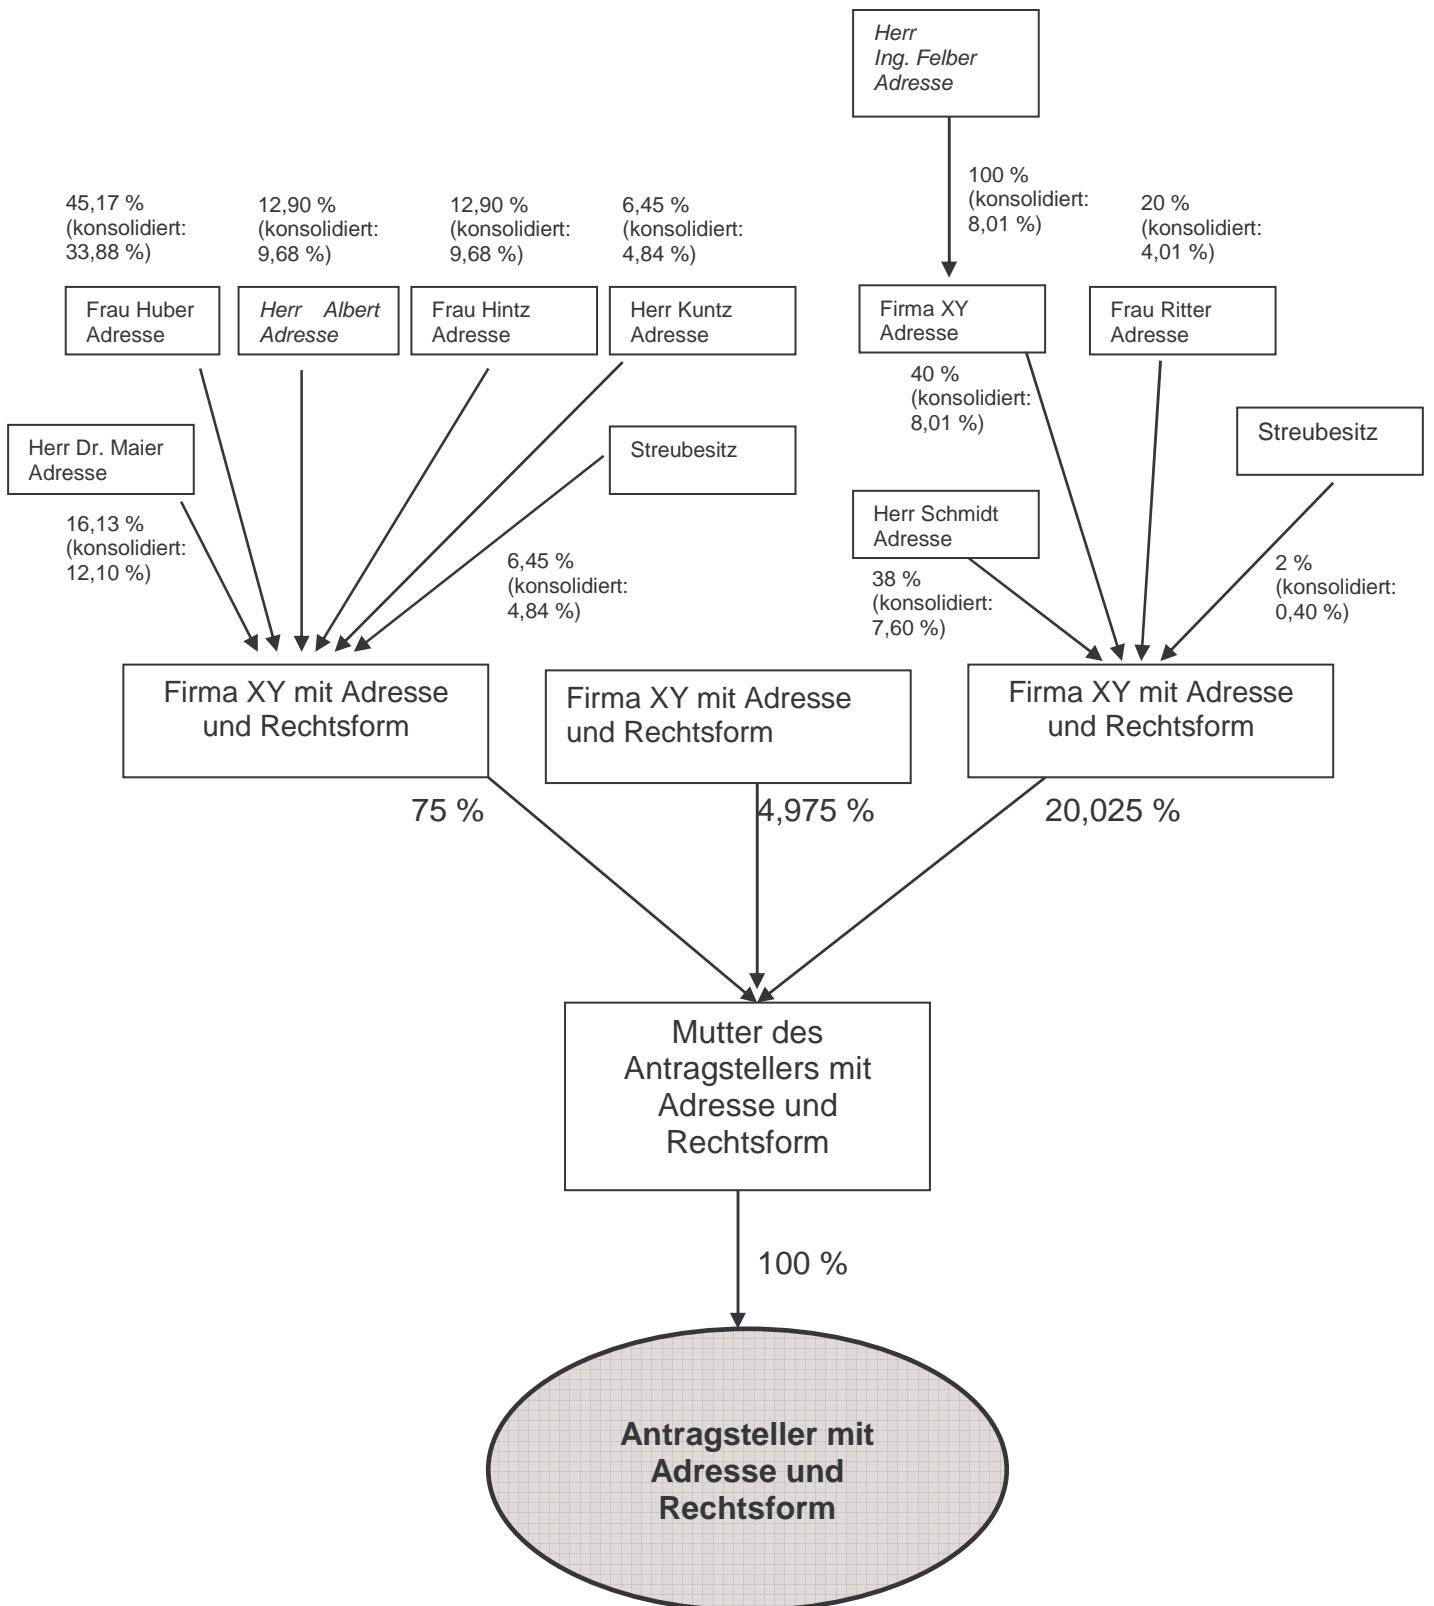 Herr
Ing. Felber
Adresse
100 %
(konsolidiert:
8,01 %)
45,17 %
(konsolidiert:
33,88 %)
12,90 %
(konsolidiert:
9,68 %)
12,90 %
(konsolidiert:
9,68 %)
6,45 %
(konsolidiert:
4,84 %)
20 %
(konsolidiert:
4,01 %)
Frau Huber
Adresse
Herr Albert
Adresse
Frau Hintz
Adresse
Herr Kuntz
Adresse
Firma XY
Adresse
Frau Ritter
Adresse
40 %
(konsolidiert:
8,01 %)
Herr Dr. Maier
Adresse
Streubesitz
Streubesitz
16,13 %
(konsolidiert:
12,10 %)
6,45 %
(konsolidiert:
4,84 %)
Herr Schmidt
Adresse
38 %
(konsolidiert:
7,60 %)
2 %
(konsolidiert:
0,40 %)
Firma XY mit Adresse
und Rechtsform
Firma XY mit Adresse
und Rechtsform
Firma XY mit Adresse
und Rechtsform
75 %
4,975 %
20,025 %
Mutter des
Antragstellers mit
Adresse und
Rechtsform
100 %
Antragsteller mit
Adresse und
Rechtsform